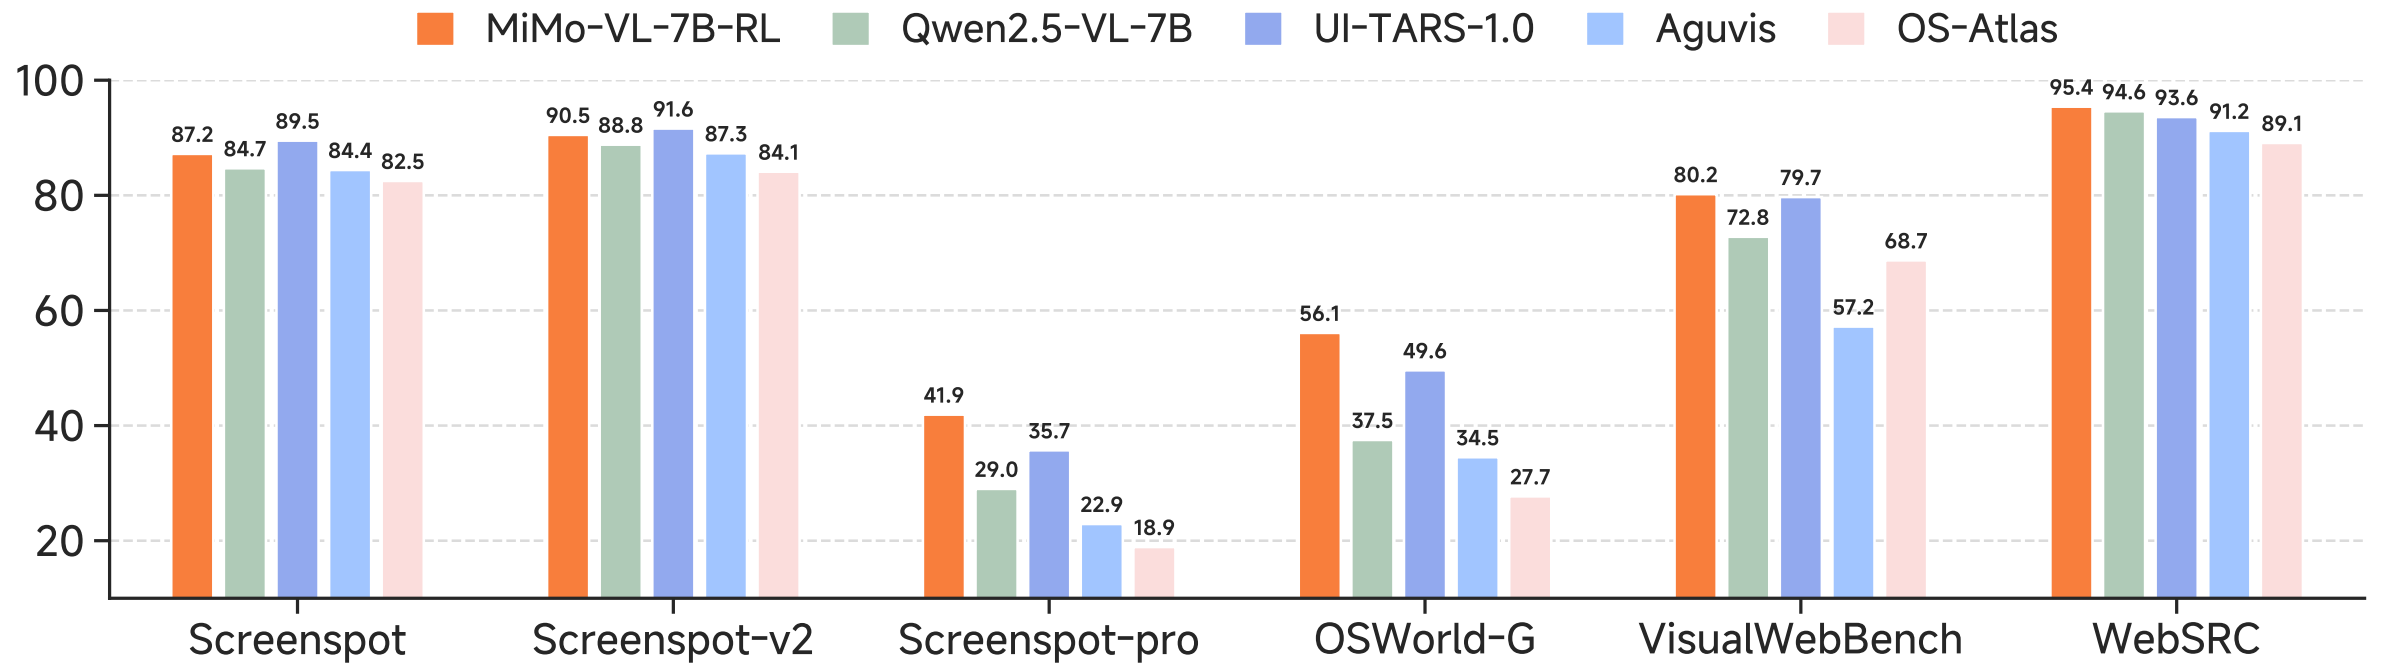 MiMo-VL-7B-RL Qwen2.5-VL-7B UI-TARS-1.0 Aguvis OS-Atlas
100
80
60
40
20
87.2 84.7 89.5 84.4 82.5
90.5 88.8 91.6 87.3 84.1
41.9 29.0 35.7 22.9 18.9
56.1 37.5 49.6 34.5 27.7
80.2 72.8 79.7 57.2 68.7
95.4 94.6 93.6 91.2 89.1
Screenspot Screenspot-v2 Screenspot-pro OSWorld-G VisualWebBench WebSRC